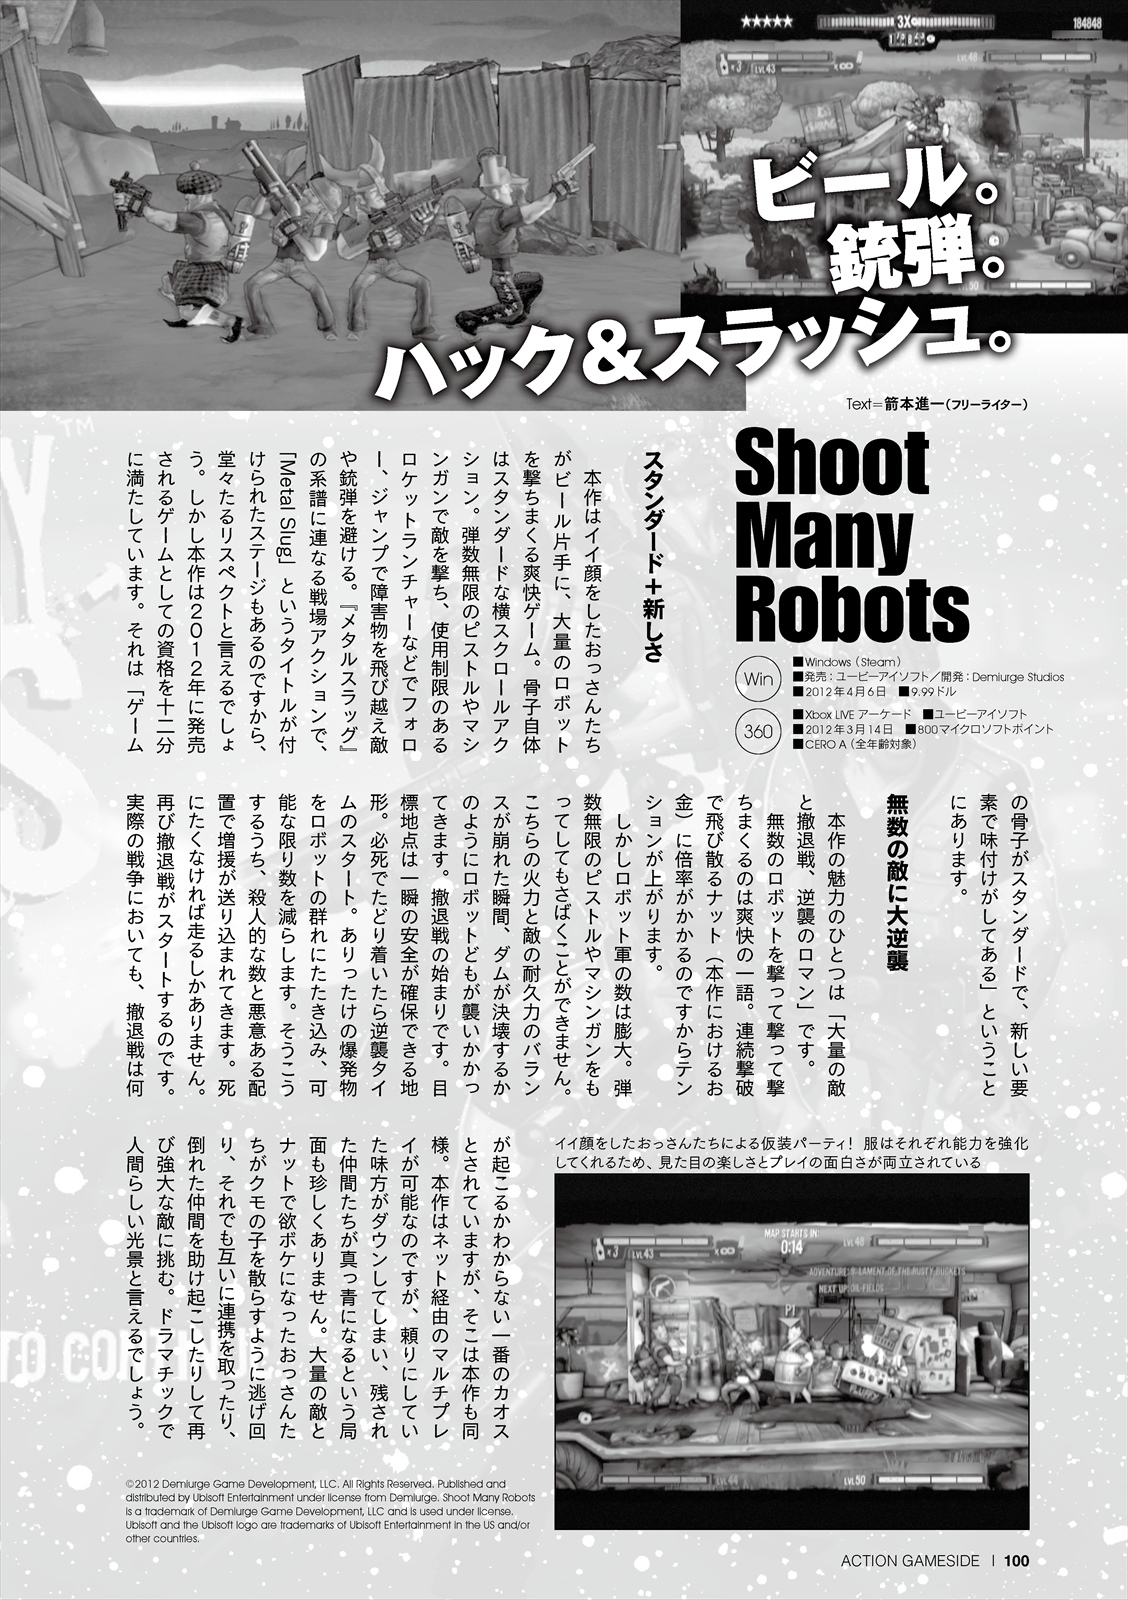 ★★★★★
3X
184848
×3 LVL43
LVL48
ビール。
銃弾。
ハック&スラッシュ。
Text=箭本進一(フリーライター)
Shoot
Many
Robots
Win
■Windows(Steam)
■発売:ユービーアイソフト/開発:Demiurge Studios
■2012年4月6日 ■9.99ドル
360
■Xbox LIVE アーケード ■ユービーアイソフト
■2012年3月14日 ■800マイクロソフトポイント
■CERO A(全年齢対象)
スタンダード+新しさ
本作はイイ顔をしたおっさんたち
がビール片手に、大量のロボット
を撃ちまくる爽快ゲーム。骨子自体
はスタンダードな横スクロールアク
ション。弾数無限のピストルやマシ
ンガンで敵を撃ち、使用制限のある
ロケットランチャーなどでフォロ
ー、ジャンプで障害物を飛び越え敵
や銃弾を避ける。『メタルスラッグ』
の系譜に連なる戦場アクションで、
「Metal Slug」というタイトルが付
けられたステージもあるのですから、
堂々たるリスペクトと言えるでしょ
う。しかし本作は2012年に発売
されるゲームとしての資格を十二分
に満たしています。それは「ゲーム
の骨子がスタンダードで、新しい要
素で味付けがしてある」ということ
にあります。
無数の敵に大逆襲
本作の魅力のひとつは「大量の敵
と撤退戦、逆襲のロマン」です。
無数のロボットを撃って撃って撃
ちまくるのは爽快の一語。連続撃破
で飛び散るナット(本作におけるお
金)に倍率がかかるのですからテン
ションが上がります。
しかしロボット軍の数は膨大。弾
数無限のピストルやマシンガンをも
ってしてもさばくことができません。
こちらの火力と敵の耐久力のバラン
スが崩れた瞬間、ダムが決壊するか
のようにロボットどもが襲いかかっ
てきます。撤退戦の始まりです。目
標地点は一瞬の安全が確保できる地
形。必死でたどり着いたら逆襲タイ
ムのスタート。ありったけの爆発物
をロボットの群れにたたき込み、可
能な限り数を減らします。そうこう
するうち、殺人的な数と悪意ある配
置で増援が送り込まれてきます。死
にたくなければ走るしかありません。
再び撤退戦がスタートするのです。
実際の戦争においても、撤退戦は何
が起こるかわからない一番のカオス
とされていますが、そこは本作も同
様。本作はネット経由のマルチプレ
イが可能なのですが、頼りにしてい
た味方がダウンしてしまい、残され
た仲間たちが真っ青になるという局
面も珍しくありません。大量の敵と
ナットで欲ボケになったおっさんた
ちがクモの子を散らすように逃げ回
り、それでも互いに連携を取ったり、
倒れた仲間を助け起こしたりして再
び強大な敵に挑む。ドラマチックで
人間らしい光景と言えるでしょう。
イイ顔をしたおっさんたちによる仮装パーティ! 服はそれぞれ能力を強化
してくれるため、見た目の楽しさとプレイの面白さが両立されている
MAP STARTS IN:
0:14
×3 LVL43
LVL48
ADVENTURE 3: LAMENT OF THE RUSTY BUCKETS
NEXT UP: OIL FIELDS
P1
LVL44
LVL50
©2012 Demiurge Game Development, LLC. All Rights Reserved. Published and
distributed by Ubisoft Entertainment under license from Demiurge. Shoot Many Robots
is a trademark of Demiurge Game Development, LLC and is used under license.
Ubisoft and the Ubisoft logo are trademarks of Ubisoft Entertainment in the US and/or
other countries.
ACTION GAMESIDE | 100